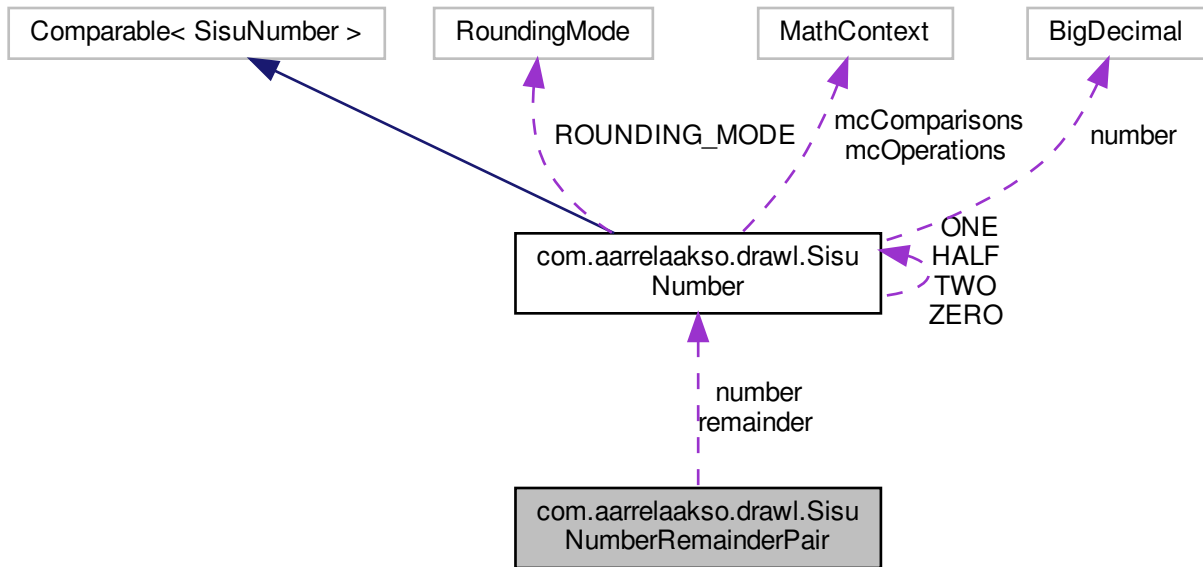 Comparable< SisuNumber >
RoundingMode
MathContext
BigDecimal
ROUNDING_MODE
mcComparisons
mcOperations
number
com.aarrelaakso.drawl.Sisu
Number
ONE
HALF
TWO
ZERO
number
remainder
com.aarrelaakso.drawl.Sisu
NumberRemainderPair